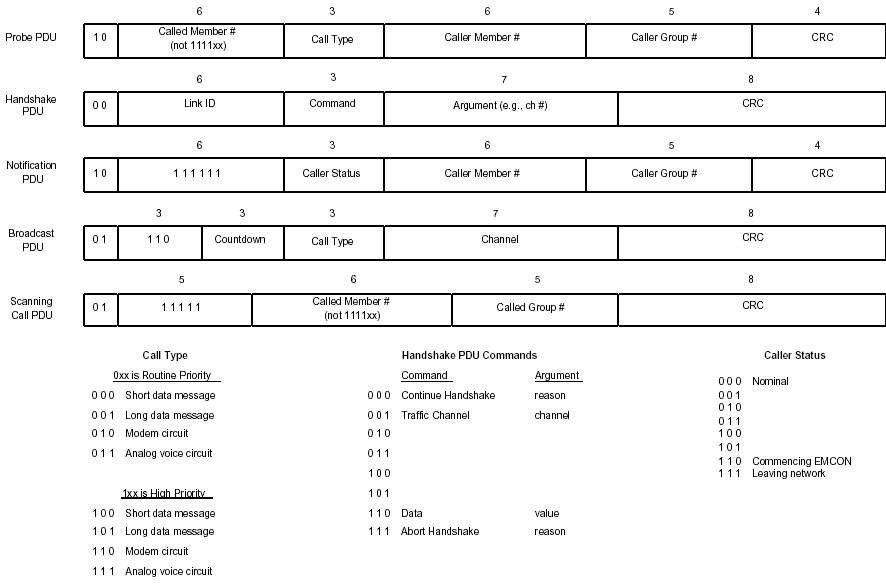 6 3 6 5 4
Probe PDU 1 0 Called Member # (not 1111xx) Call Type Caller Member # Caller Group # CRC
6 3 7 8
Handshake PDU 0 0 Link ID Command Argument (e.g., ch #) CRC
6 3 6 5 4
Notification PDU 1 0 1 1 1 1 1 1 Caller Status Caller Member # Caller Group # CRC
3 3 3 7 8
Broadcast PDU 0 1 1 1 0 Countdown Call Type Channel CRC
5 6 5 8
Scanning Call PDU 0 1 1 1 1 1 1 Called Member # (not 1111xx) Called Group # CRC
Call Type
0xx is Routine Priority
0 0 0 Short data message
0 0 1 Long data message
0 1 0 Modem circuit
0 1 1 Analog voice circuit
1xx is High Priority
1 0 0 Short data message
1 0 1 Long data message
1 1 0 Modem circuit
1 1 1 Analog voice circuit
Handshake PDU Commands
Command Argument
0 0 0 Continue Handshake reason
0 0 1 Traffic Channel channel
0 1 0
0 1 1
1 0 0
1 0 1
1 1 0 Data value
1 1 1 Abort Handshake reason
Caller Status
0 0 0 Nominal
0 0 1
0 1 0
0 1 1
1 0 0
1 0 1
1 1 0 Commencing EMCON
1 1 1 Leaving network